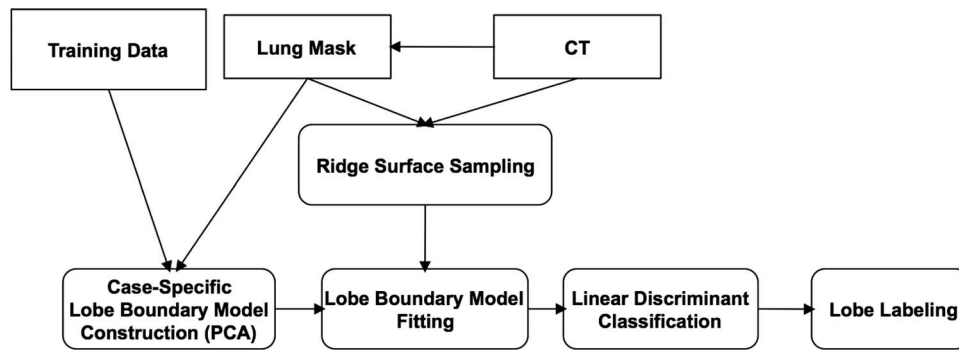 Training Data
Lung Mask
CT
Ridge Surface Sampling
Case-Specific
Lobe Boundary Model
Construction (PCA)
Lobe Boundary Model
Fitting
Linear Discriminant
Classification
Lobe Labeling